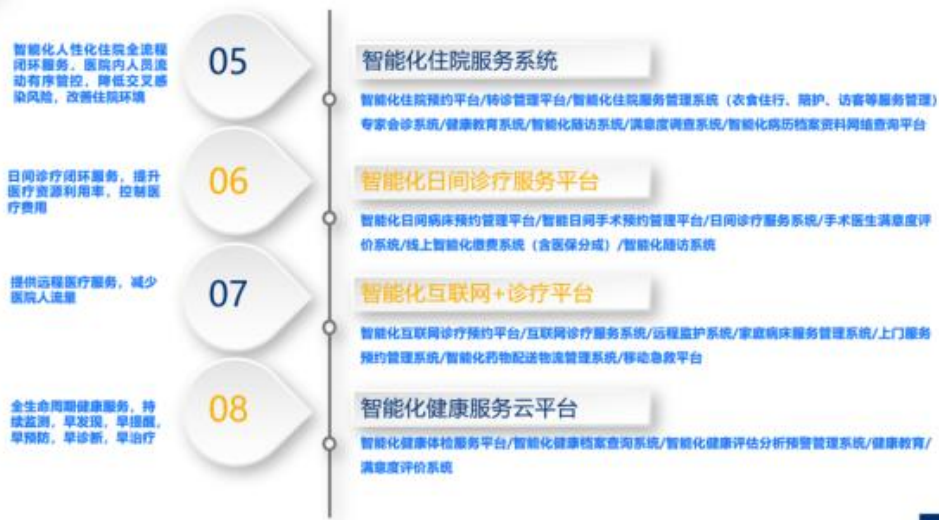 智能化人性化住院全流程
闭环服务，医院内人员流
动有序管控，降低交叉感
染风险，改善住院环境
05
智能化住院服务系统
智能化住院预约平台/转诊管理平台/智能化住院服务管理系统（衣食住行、陪护、访客等服务管理）
专家会诊系统/健康教育系统/智能化随访系统/满意度调查系统/智能化病历档案资料网络查询平台
日间诊疗闭环服务，提升
医疗资源利用率，控制医
疗费用
06
智能化日间诊疗服务平台
智能化日间病床预约管理平台/智能日间手术预约管理平台/日间诊疗服务系统/手术医生满意度评
价系统/线上智能化缴费系统（含医保分成）/智能化随访系统
提供远程医疗服务，减少
医院人流量
07
智能化互联网+诊疗平台
智能化互联网诊疗预约平台/互联网诊疗服务系统/远程监护系统/家庭病床服务管理系统/上门服务
预约管理系统/智能化药物配送物流管理系统/移动急救平台
全生命周期健康服务，持
续监测，早发现，早提醒，
早预防，早诊断，早治疗
08
智能化健康服务云平台
智能化健康体检服务平台/智能化健康档案查询系统/智能化健康评估分析预警管理系统/健康教育/
满意度评价系统